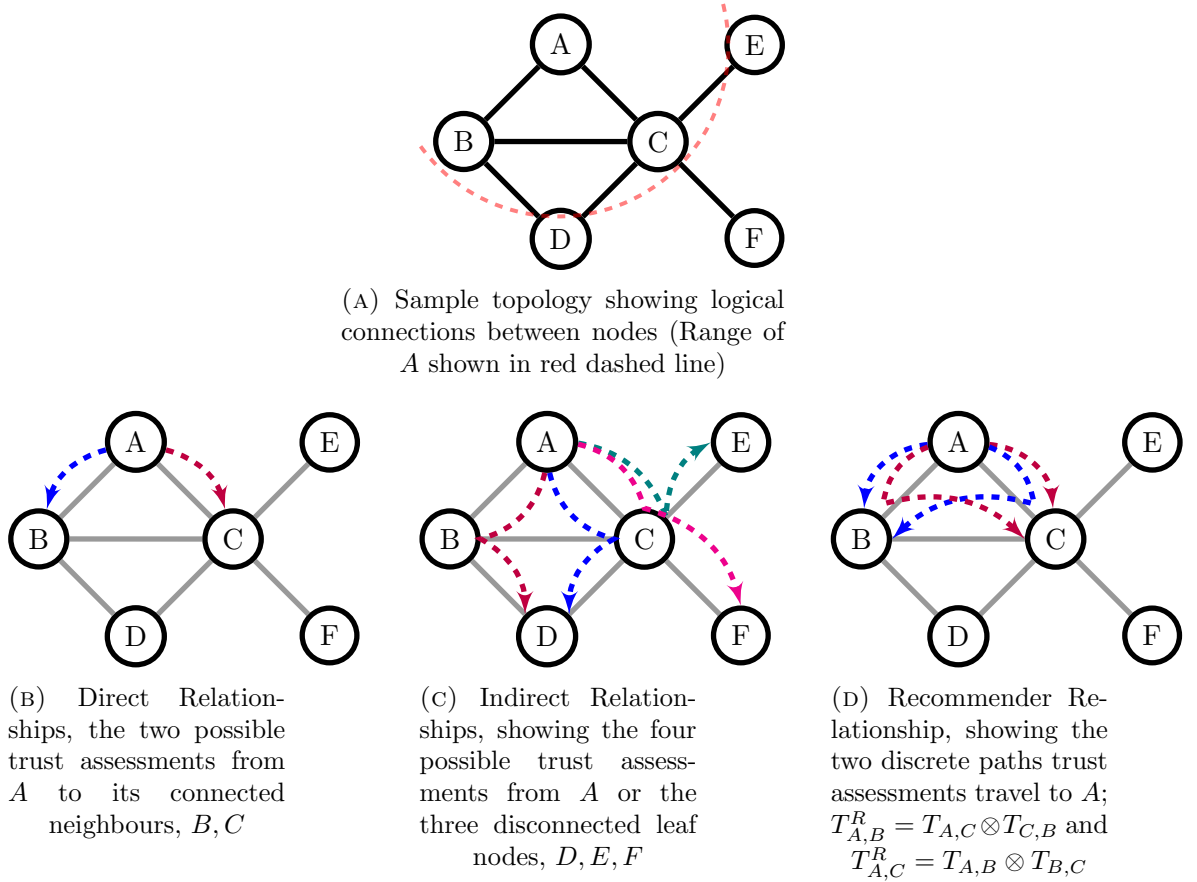 A
E
B
C
D
F
(A) Sample topology showing logical
connections between nodes (Range of
A shown in red dashed line)
A
E
B
C
D
F
(B) Direct Relation-
ships, the two possible
trust assessments from
A to its connected
neighbours, B, C
A
E
B
C
D
F
(C) Indirect Relation-
ships, showing the four
possible trust assess-
ments from A or the
three disconnected leaf
nodes, D, E, F
A
E
B
C
D
F
(D) Recommender Re-
lationship, showing the
two discrete paths trust
assessments travel to A;
T^R_{A,B} = T_{A,C} ⊗ T_{C,B} and
T^R_{A,C} = T_{A,B} ⊗ T_{B,C}